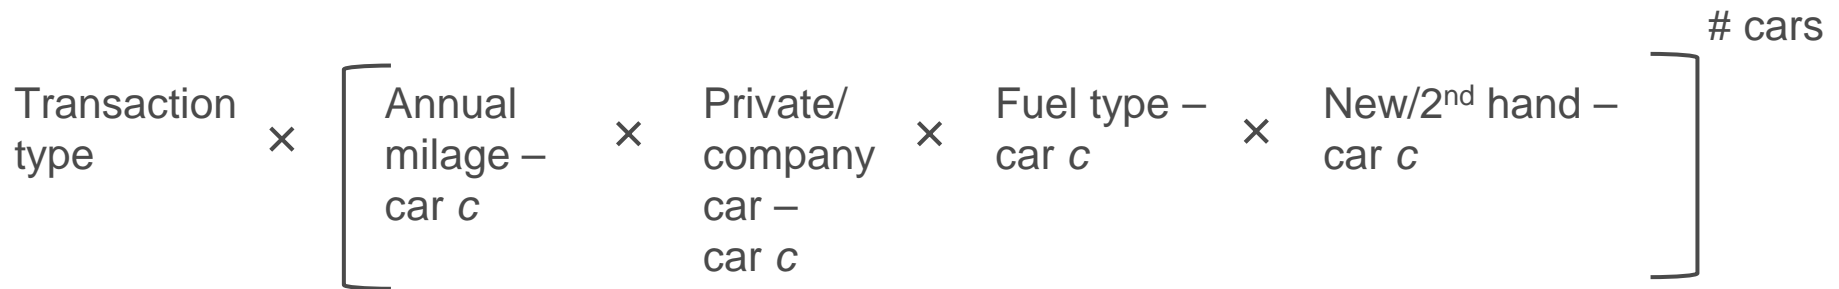 # cars
Transaction
type
×
Annual
milage –
car c
×
Private/
company
car –
car c
×
Fuel type –
car c
×
New/2nd hand –
car c